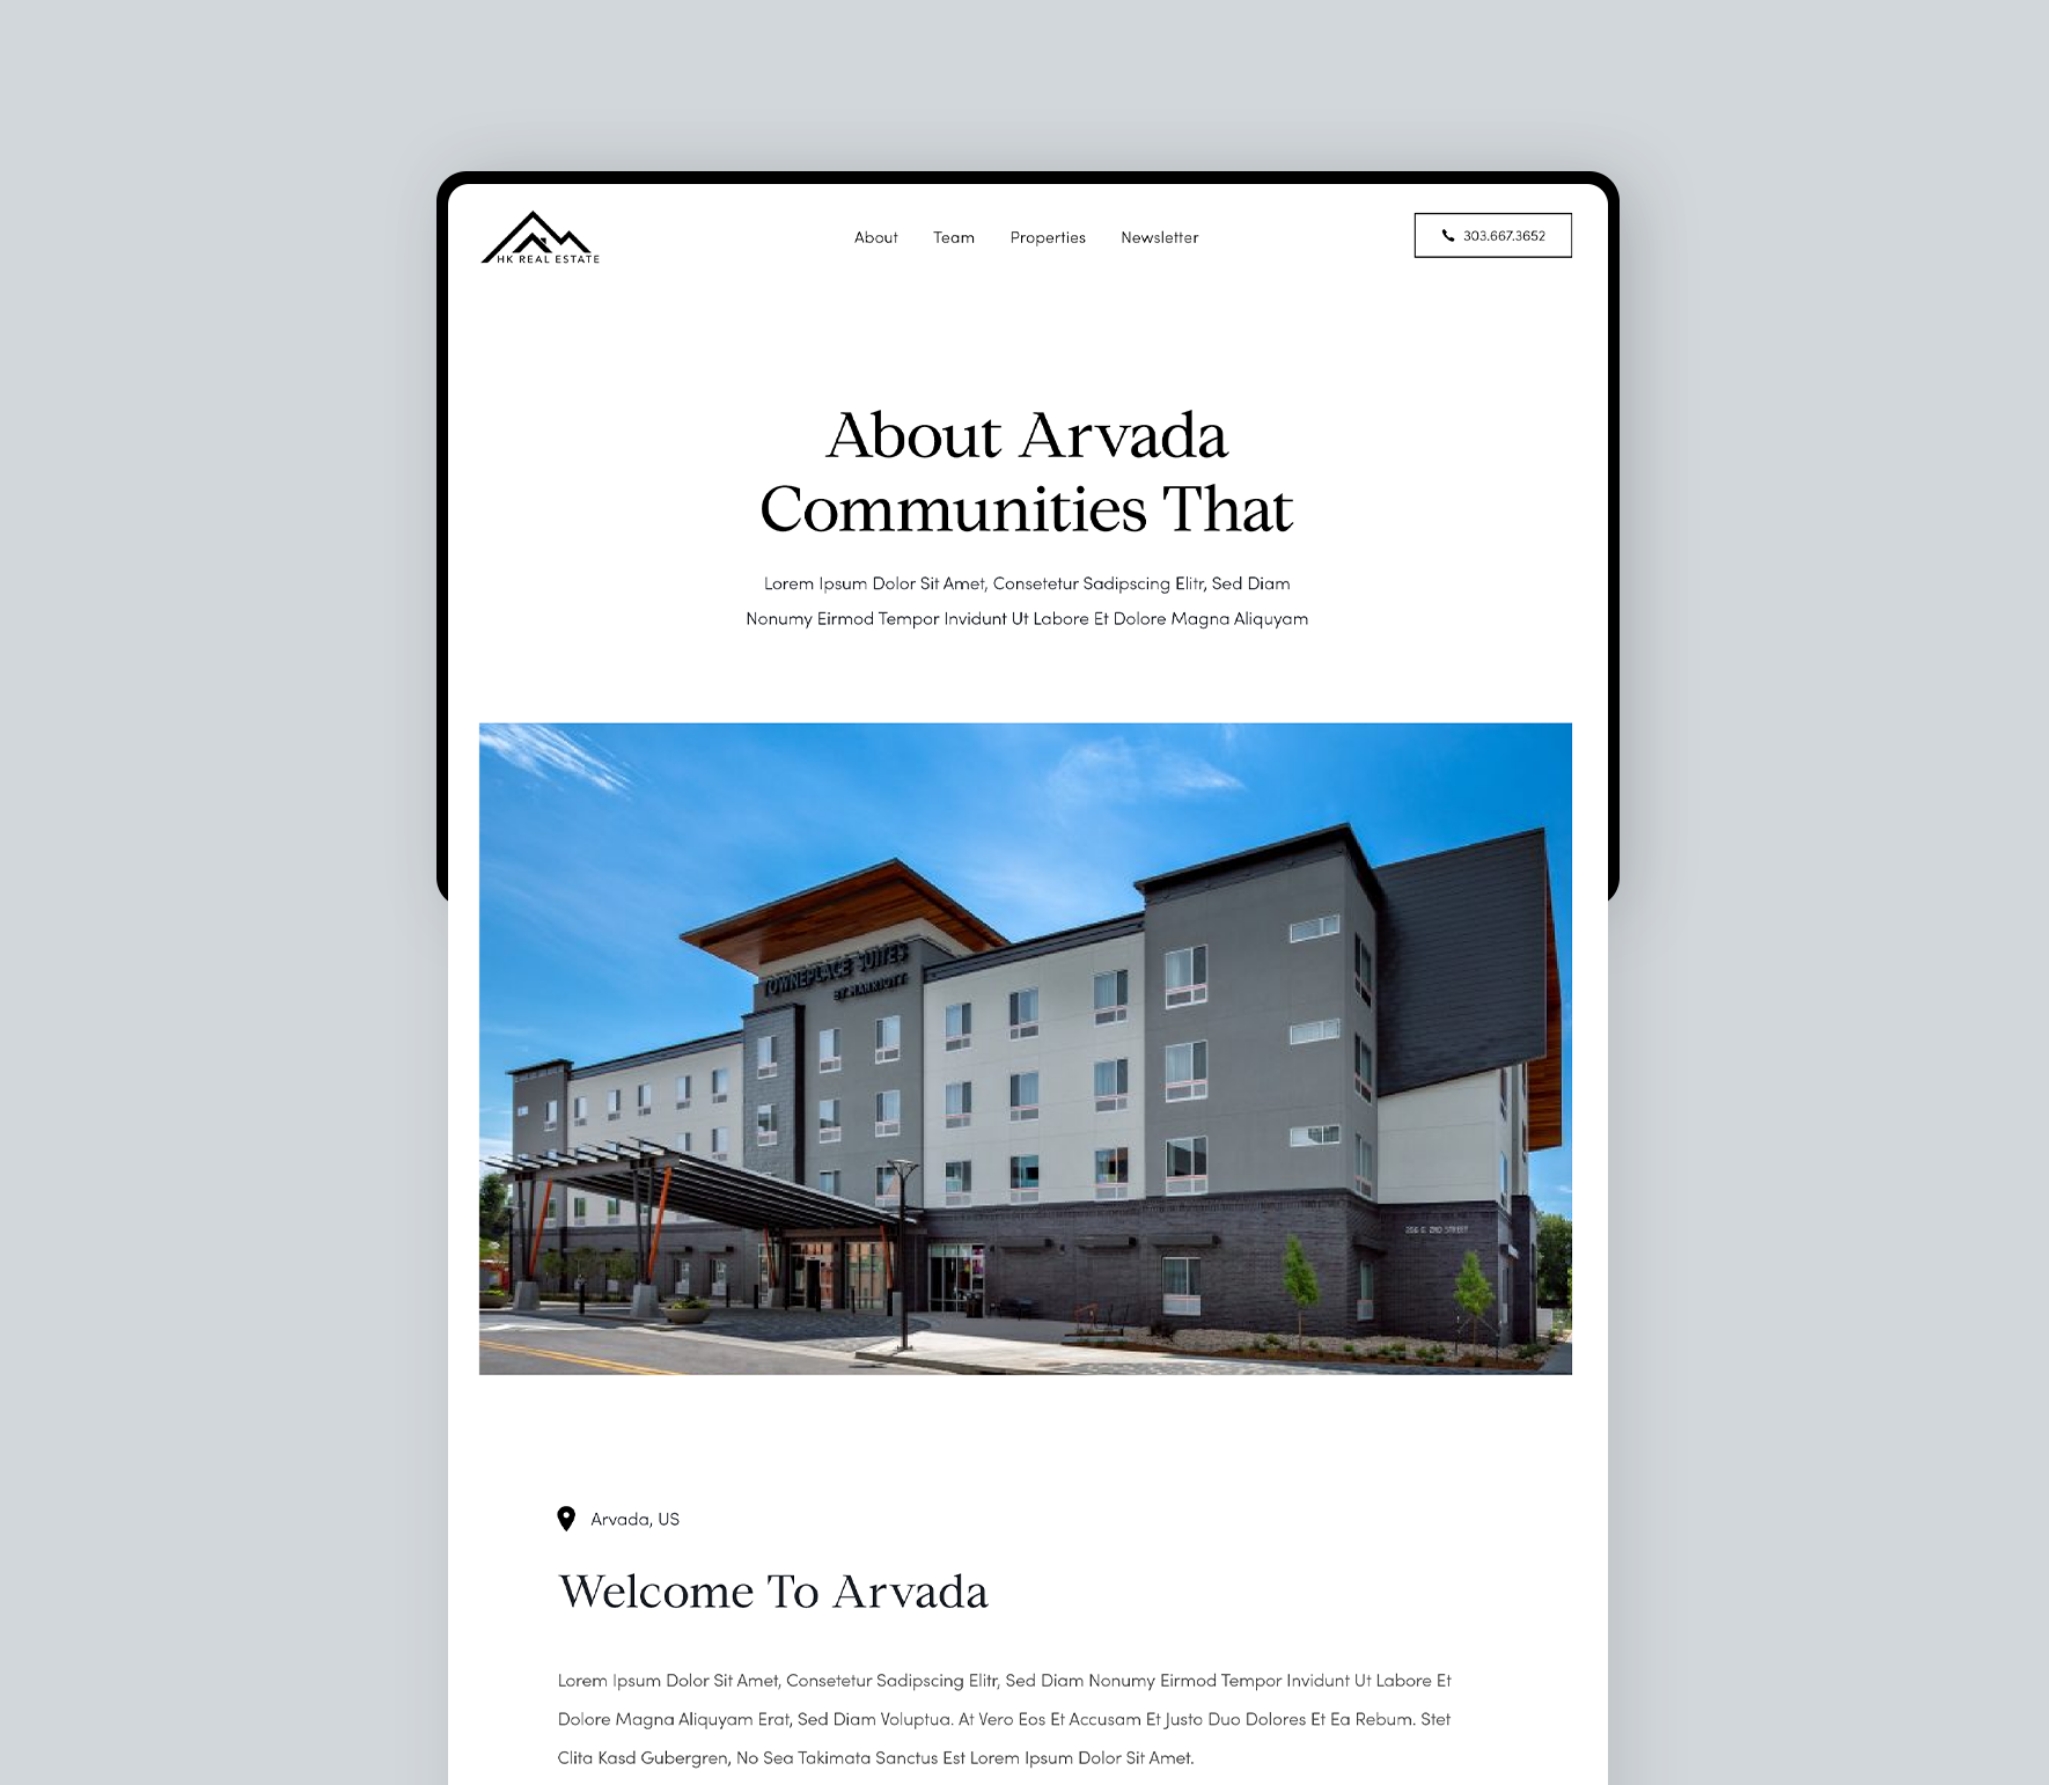 HK REAL ESTATE
About Team Properties Newsletter
303.667.3652
About Arvada
Communities That
Lorem Ipsum Dolor Sit Amet, Consetetur Sadipscing Elitr, Sed Diam
Nonumy Eirmod Tempor Invidunt Ut Labore Et Dolore Magna Aliquyam
TOWNEPLACE SUITES
BY MARRIOTT
2ND STREET
Arvada, US
Welcome To Arvada
Lorem Ipsum Dolor Sit Amet, Consetetur Sadipscing Elitr, Sed Diam Nonumy Eirmod Tempor Invidunt Ut Labore Et
Dolore Magna Aliquyam Erat, Sed Diam Voluptua. At Vero Eos Et Accusam Et Justo Duo Dolores Et Ea Rebum. Stet
Clita Kasd Gubergren, No Sea Takimata Sanctus Est Lorem Ipsum Dolor Sit Amet.